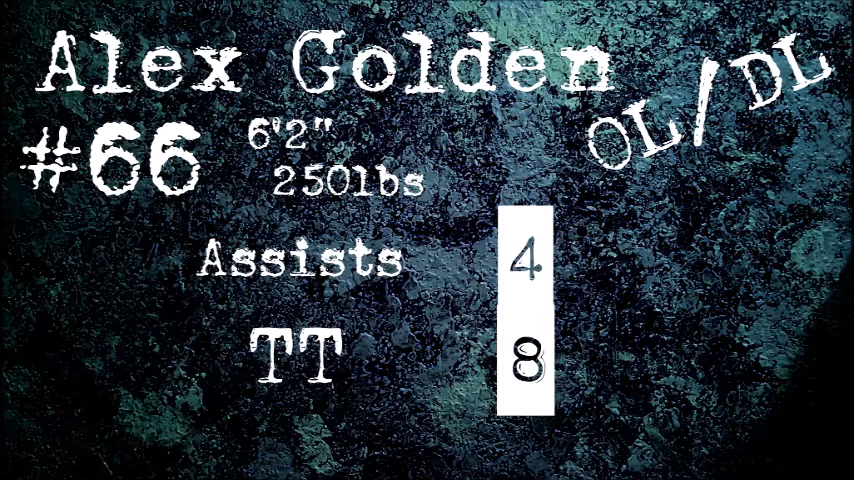 Alex Golden
OL/DL
#66
6'2"
250lbs
Assists 4
TT 8